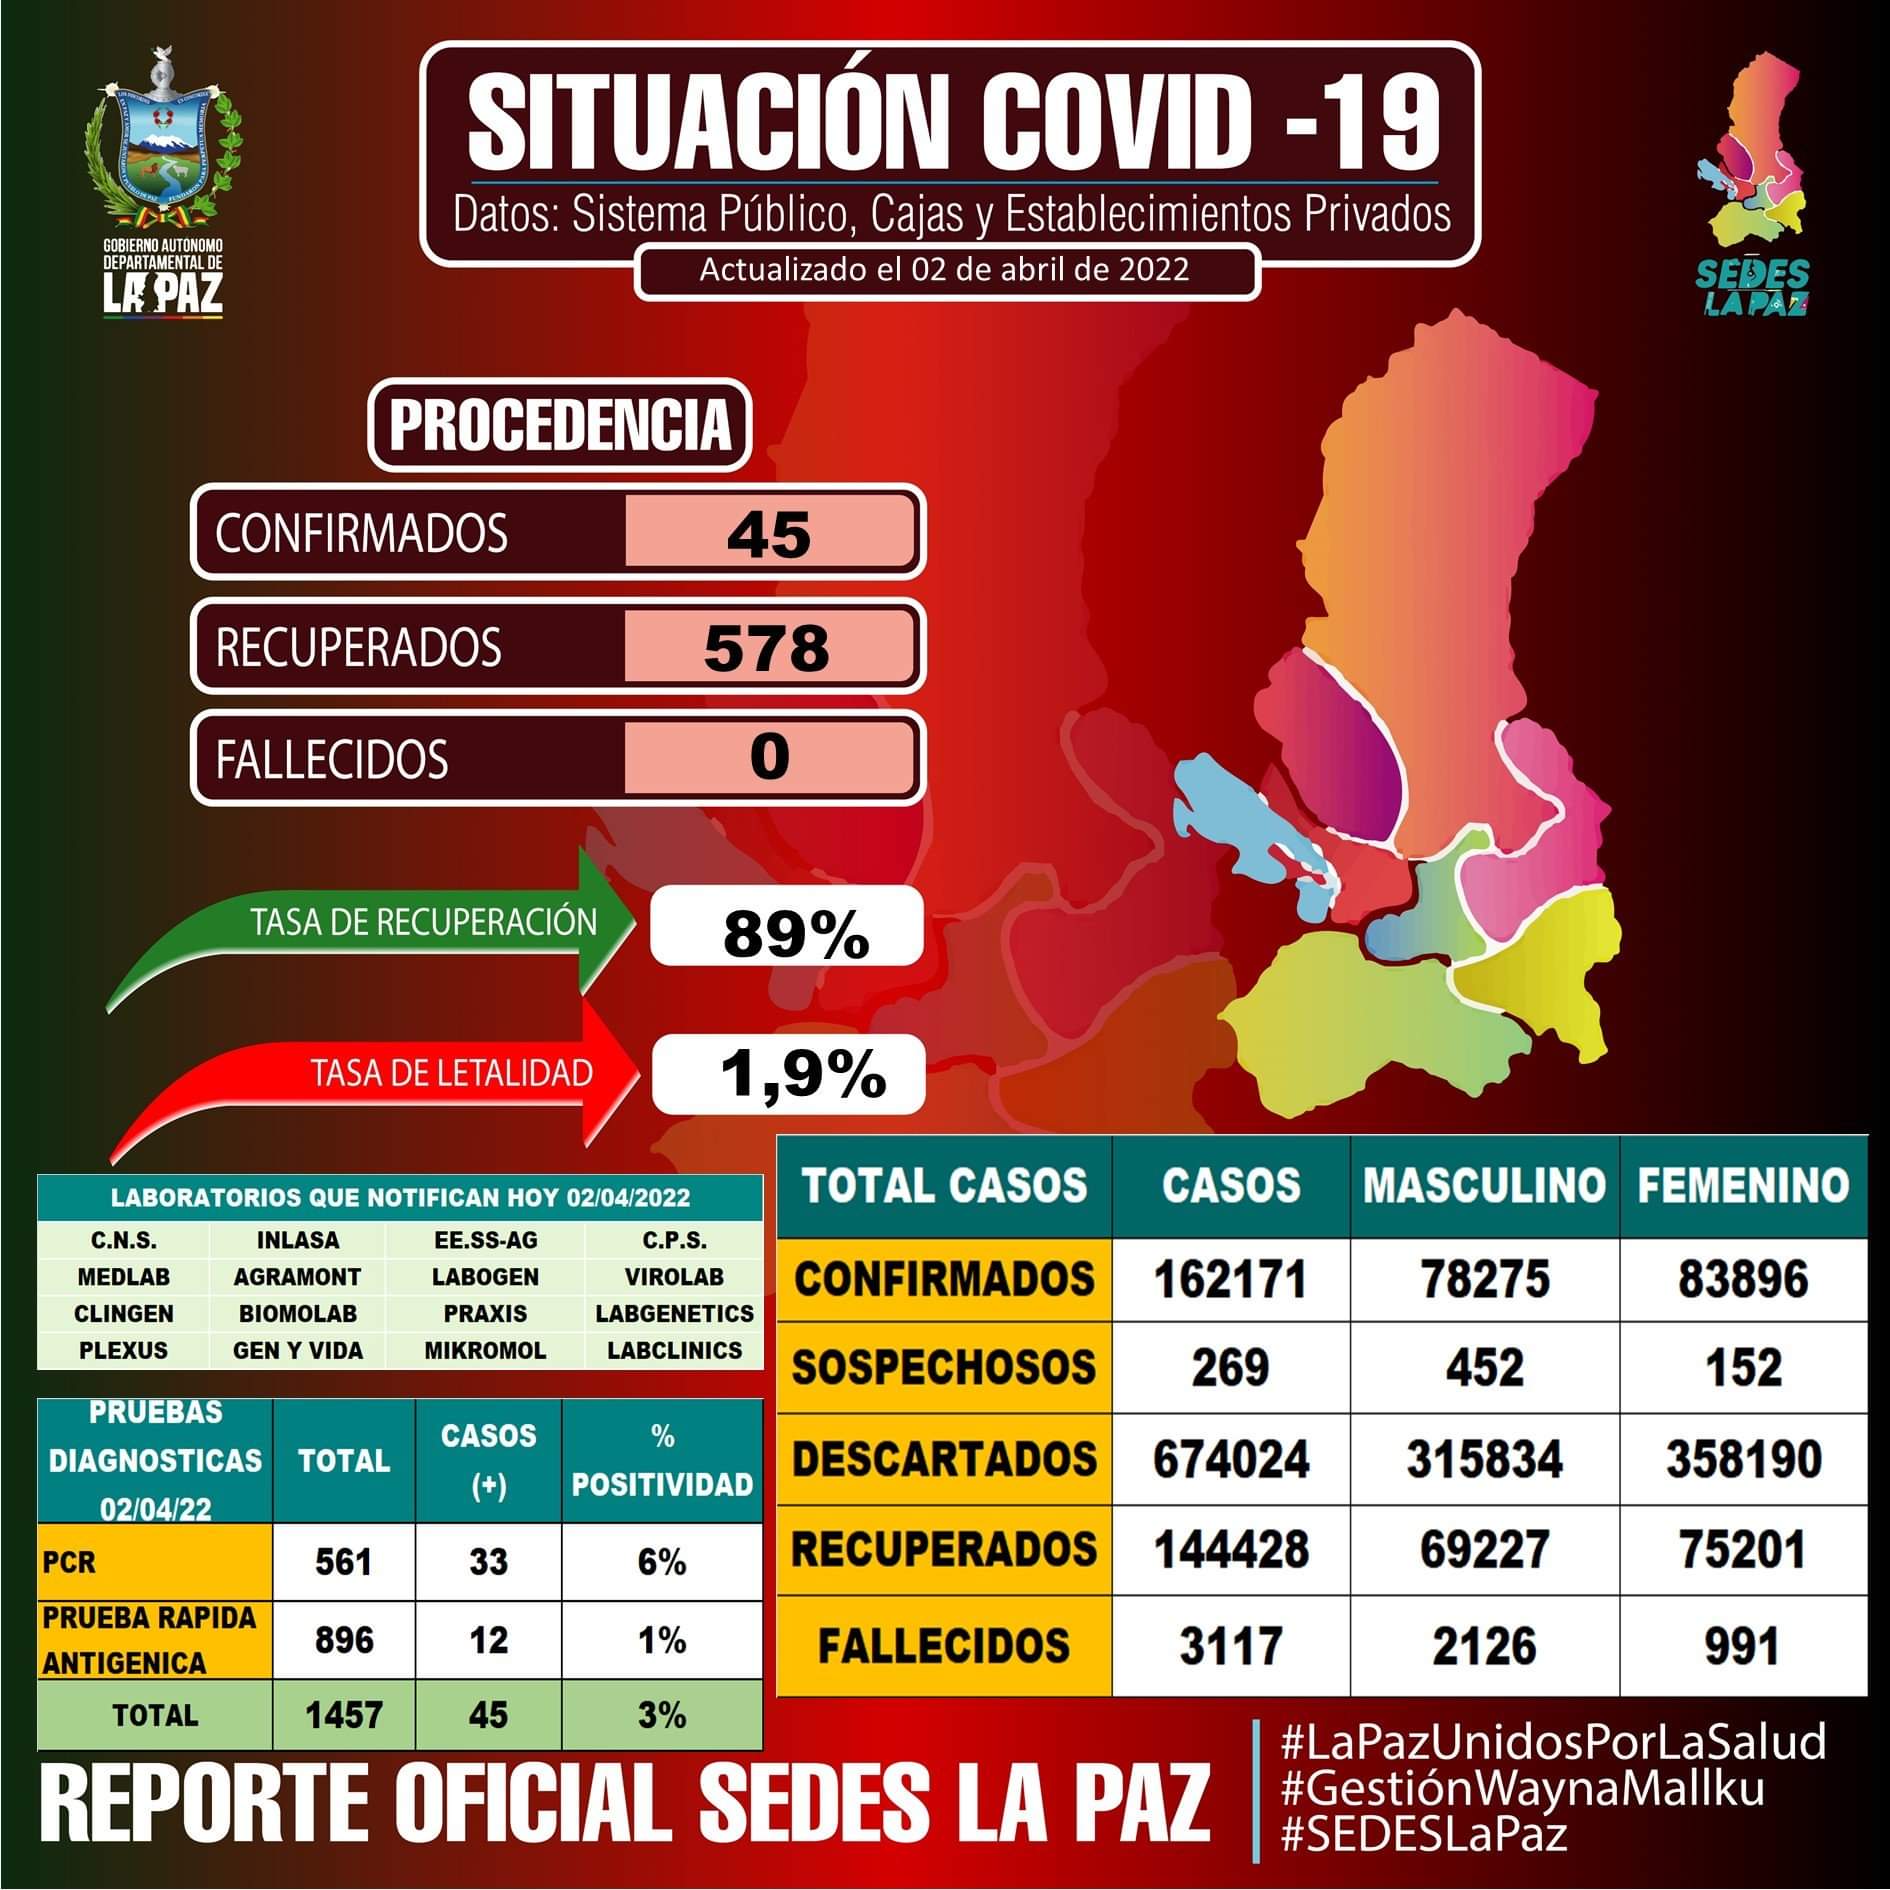 SITUACIÓN COVID -19
Datos: Sistema Público, Cajas y Establecimientos Privados
Actualizado el 02 de abril de 2022
GOBIERNO AUTÓNOMO
DEPARTAMENTAL DE
LA PAZ
SEDES
LA PAZ
PROCEDENCIA
CONFIRMADOS 45
RECUPERADOS 578
FALLECIDOS 0
TASA DE RECUPERACIÓN 89%
TASA DE LETALIDAD 1,9%
LABORATORIOS QUE NOTIFICAN HOY 02/04/2022
C.N.S. INLASA EE.SS-AG C.P.S.
MEDLAB AGRAMONT LABOGEN VIROLAB
CLINGEN BIOMOLAB PRAXIS LABGENETICS
PLEXUS GEN Y VIDA MIKROMOL LABCLINICS
PRUEBAS
DIAGNOSTICAS
02/04/22
TOTAL
CASOS
(+)
%
POSITIVIDAD
PCR 561 33 6%
PRUEBA RAPIDA
ANTIGENICA
896 12 1%
TOTAL 1457 45 3%
TOTAL CASOS CASOS MASCULINO FEMENINO
CONFIRMADOS 162171 78275 83896
SOSPECHOSOS 269 452 152
DESCARTADOS 674024 315834 358190
RECUPERADOS 144428 69227 75201
FALLECIDOS 3117 2126 991
REPORTE OFICIAL SEDES LA PAZ
#LaPazUnidosPorLaSalud
#GestiónWaynaMallku
#SEDESLaPaz